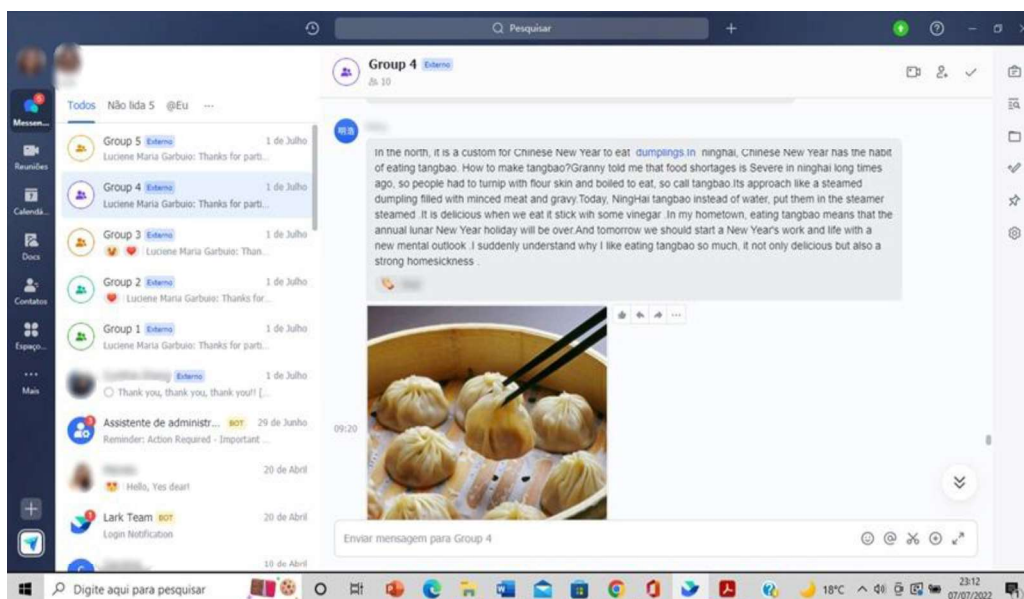 Pesquisar
Group 4 Externo
10
Todos Não lida 5 @Eu ...
Messen...
Reuniões
Calendá...
Docs
Contatos
Espaço...
Mais
Group 5 Externo 1 de Julho
Luciene Maria Garbuio: Thanks for parti...
Group 4 Externo 1 de Julho
Luciene Maria Garbuio: Thanks for parti...
Group 3 Externo 1 de Julho
Luciene Maria Garbuio: Than...
Group 2 Externo 1 de Julho
Luciene Maria Garbuio: Thanks for...
Group 1 Externo 1 de Julho
Luciene Maria Garbuio: Thanks for parti...
Externo 1 de Julho
Thank you, thank you, thank you!! [...
Assistente de administr... BOT 29 de Junho
Reminder: Action Required - Important ...
20 de Abril
Hello, Yes dear!
Lark Team BOT 20 de Abril
Login Notification
10 de Abril
明浩
In the north, it is a custom for Chinese New Year to eat dumplings.In ninghai, Chinese New Year has the habit
of eating tangbao. How to make tangbao?Granny told me that food shortages is Severe in ninghai long times
ago, so people had to turnip with flour skin and boiled to eat, so call tangbao.Its approach like a steamed
dumpling filled with minced meat and gravy.Today, NingHai tangbao instead of water, put them in the steamer
steamed .It is delicious when we eat it stick wih some vinegar .In my hometown, eating tangbao means that the
annual lunar New Year holiday will be over.And tomorrow we should start a New Year's work and life with a
new mental outlook .I suddenly understand why I like eating tangbao so much, it not only delicious but also a
strong homesickness .
09:20
Enviar mensagem para Group 4
Digite aqui para pesquisar
18°C
23:12
07/07/2022